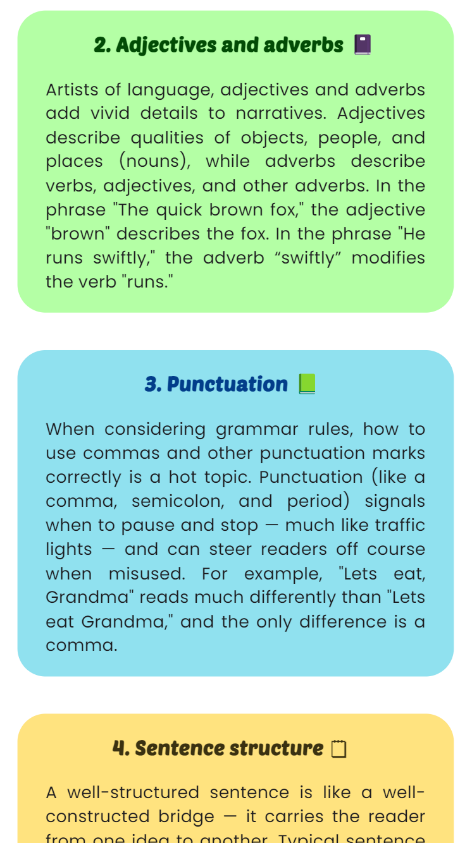 2. Adjectives and adverbs
Artists of language, adjectives and adverbs
add vivid details to narratives. Adjectives
describe qualities of objects, people, and
places (nouns), while adverbs describe
verbs, adjectives, and other adverbs. In the
phrase "The quick brown fox," the adjective
"brown" describes the fox. In the phrase "He
runs swiftly," the adverb “swiftly” modifies
the verb "runs."
3. Punctuation
When considering grammar rules, how to
use commas and other punctuation marks
correctly is a hot topic. Punctuation (like a
comma, semicolon, and period) signals
when to pause and stop — much like traffic
lights — and can steer readers off course
when misused. For example, "Lets eat,
Grandma" reads much differently than "Lets
eat Grandma," and the only difference is a
comma.
4. Sentence structure
A well-structured sentence is like a well-
constructed bridge — it carries the reader
from one idea to another. Typical sentence